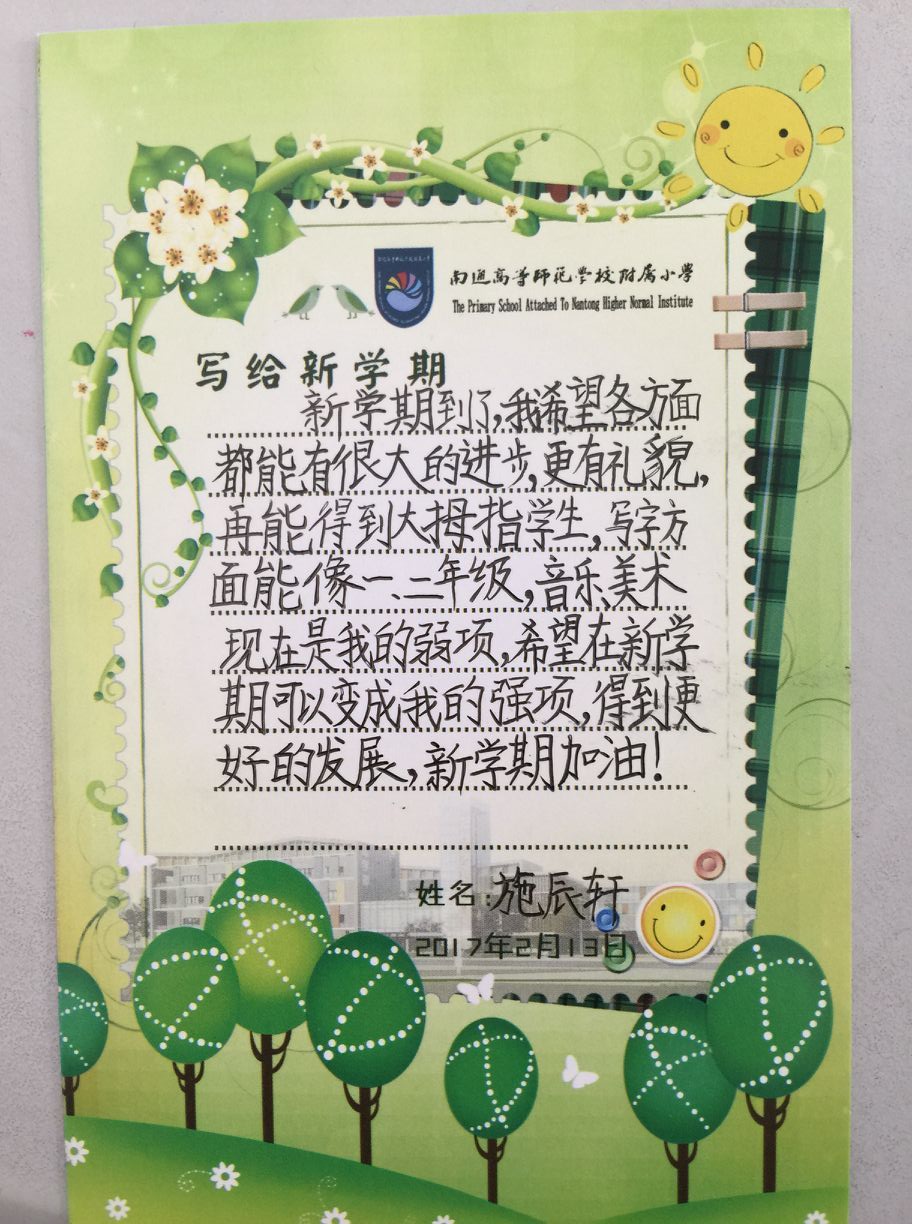 南通高等师范学校附属小学
The Primary School Attached To Nantong Higher Normal Institute
写给新学期
新学期到了,我希望各方面
都能有很大的进步,更有礼貌,
再能得到大拇指学生,写字方
面能像一、二年级,音乐、美术
现在是我的弱项,希望在新学
期可以变成我的强项,得到更
好的发展,新学期加油!
姓名:施辰轩
2017年2月13日